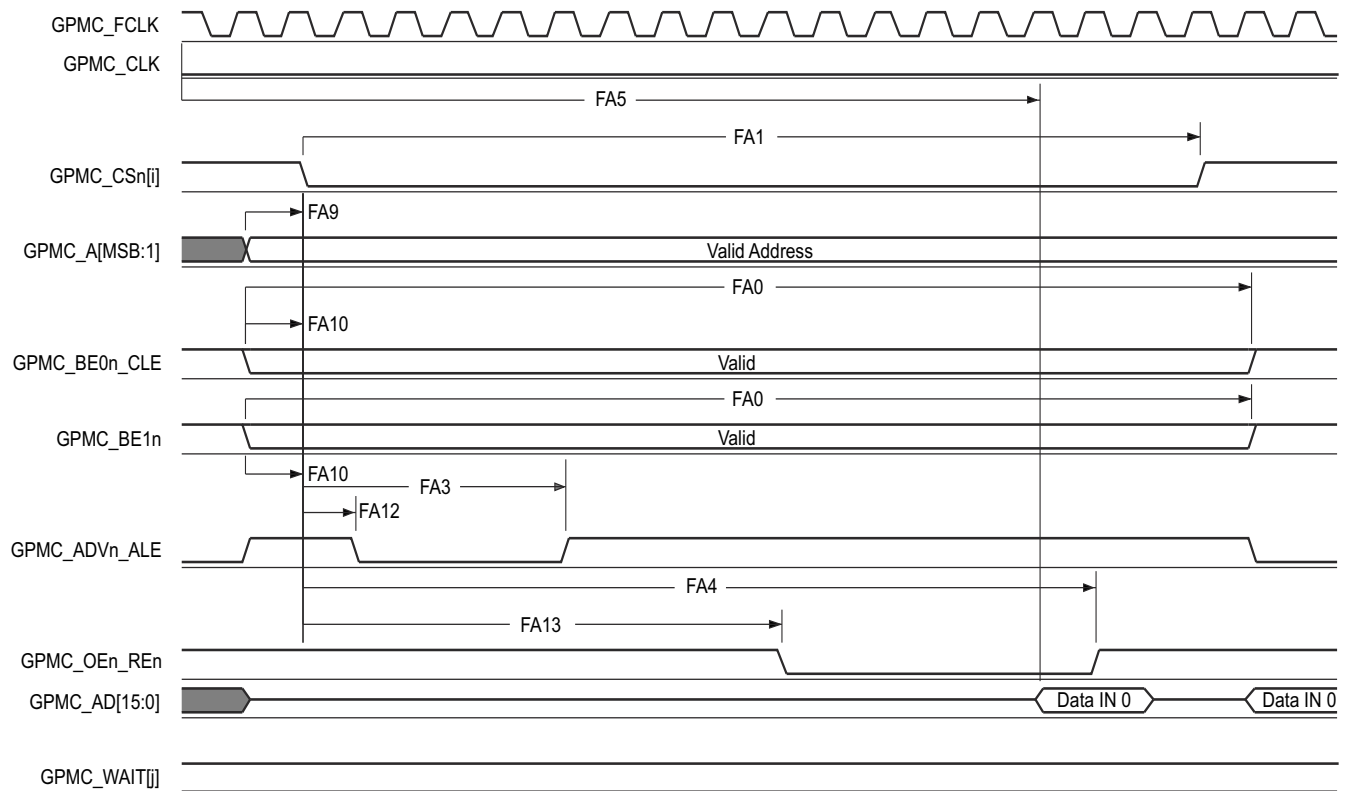 GPMC_FCLK
GPMC_CLK
FA5
FA1
GPMC_CSn[i]
FA9
GPMC_A[MSB:1]
Valid Address
FA0
FA10
GPMC_BE0n_CLE
Valid
FA0
GPMC_BE1n
Valid
FA10
FA3
FA12
GPMC_ADVn_ALE
FA4
FA13
GPMC_OEn_REn
GPMC_AD[15:0]
Data IN 0
Data IN 0
GPMC_WAIT[j]